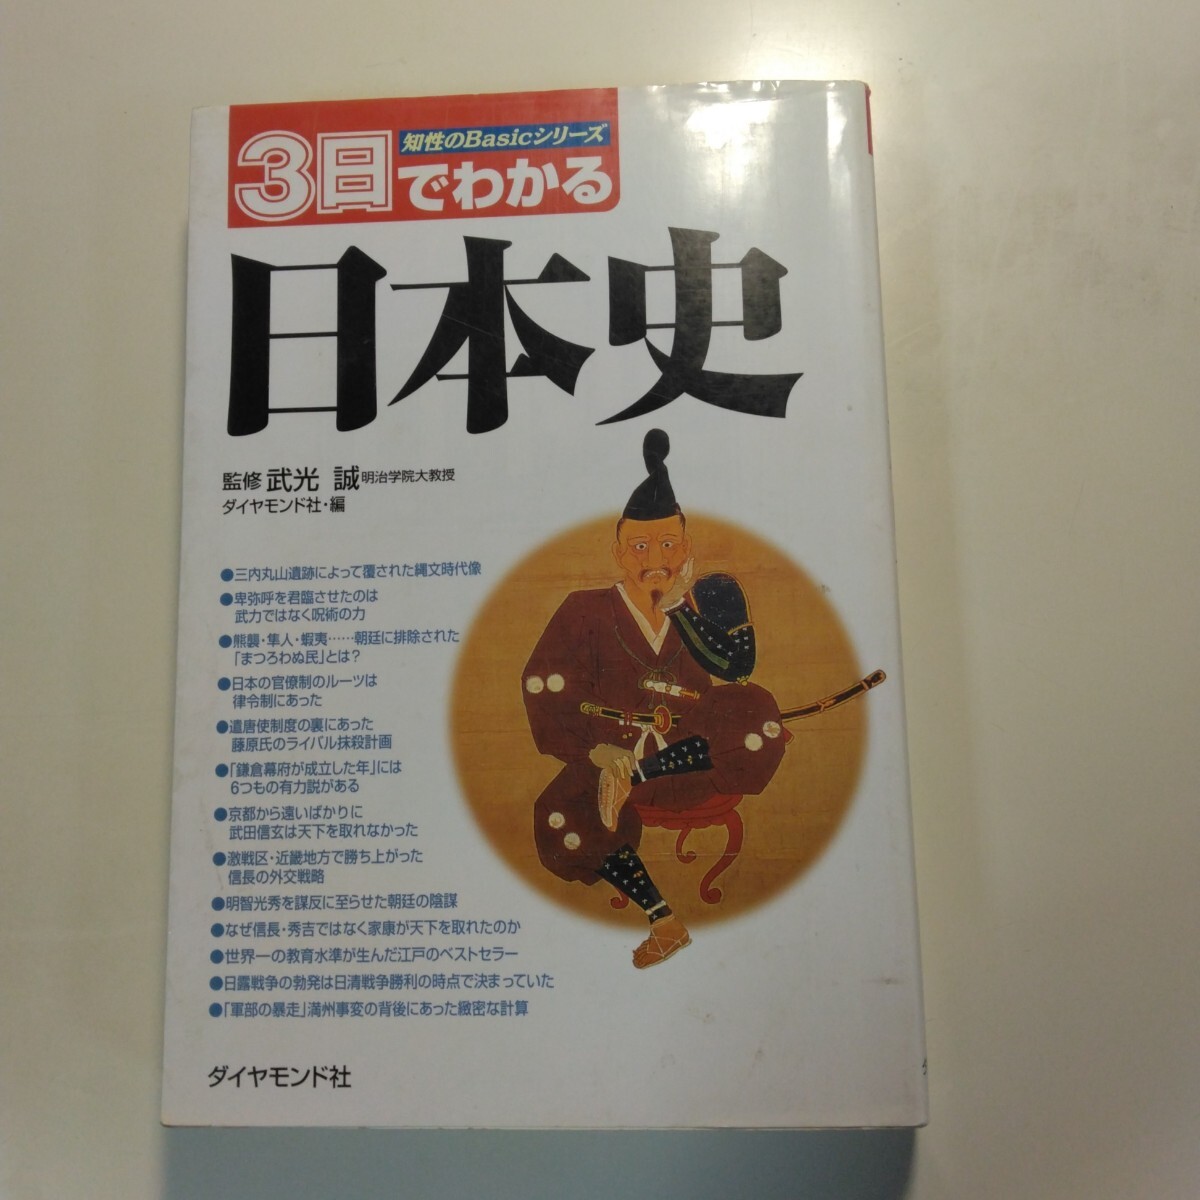 知性のBasicシリーズ
3日でわかる
日本史
監修 武光 誠 明治学院大教授
ダイヤモンド社・編
●三内丸山遺跡によって覆された縄文時代像
●卑弥呼を君臨させたのは
武力ではなく呪術の力
●熊襲・隼人・蝦夷……朝廷に排除された
「まつろわぬ民」とは?
●日本の官僚制のルーツは
律令制にあった
●遣唐使制度の裏にあった
藤原氏のライバル抹殺計画
●「鎌倉幕府が成立した年」には
6つもの有力説がある
●京都から遠いばかりに
武田信玄は天下を取れなかった
●激戦区・近畿地方で勝ち上がった
信長の外交戦略
●明智光秀を謀反に至らせた朝廷の陰謀
●なぜ信長・秀吉ではなく家康が天下を取れたのか
●世界一の教育水準が生んだ江戸のベストセラー
●日露戦争の勃発は日清戦争勝利の時点で決まっていた
●「軍部の暴走」満州事変の背後にあった緻密な計算
ダイヤモンド社